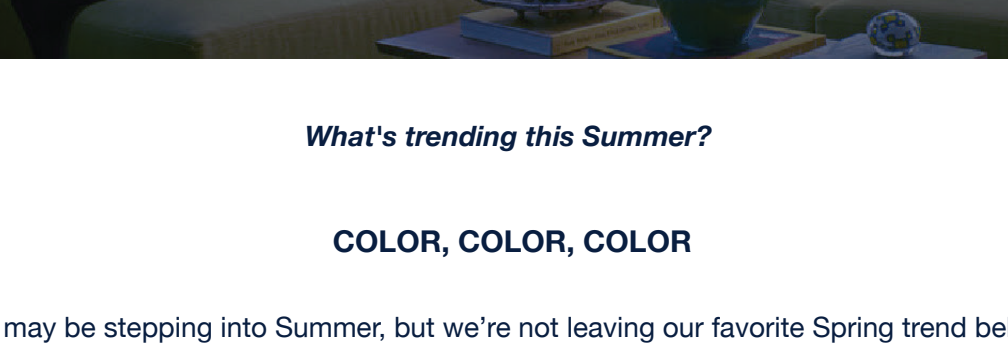 What's trending this Summer?
COLOR, COLOR, COLOR
may be stepping into Summer, but we’re not leaving our favorite Spring trend